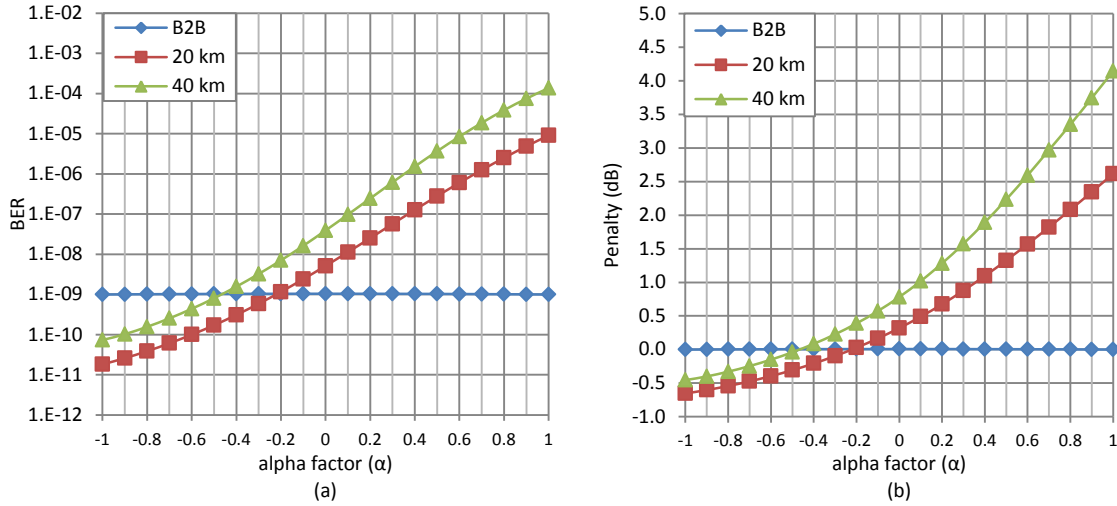 1.E-02
1.E-03
1.E-04
1.E-05
1.E-06
1.E-07
1.E-08
1.E-09
1.E-10
1.E-11
1.E-12
BER
B2B
20 km
40 km
-1 -0.8 -0.6 -0.4 -0.2 0 0.2 0.4 0.6 0.8 1
alpha factor (α)
(a)
5.0
4.5
4.0
3.5
3.0
2.5
2.0
1.5
1.0
0.5
0.0
-0.5
-1.0
Penalty (dB)
B2B
20 km
40 km
-1 -0.8 -0.6 -0.4 -0.2 0 0.2 0.4 0.6 0.8 1
alpha factor (α)
(b)